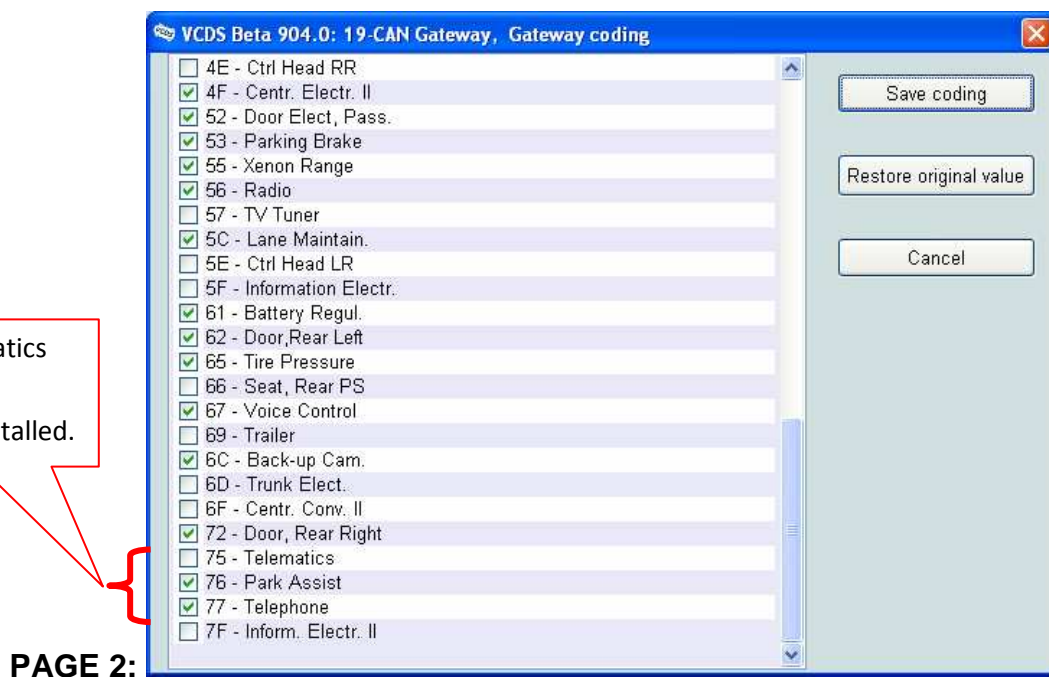 VCDS Beta 904.0: 19-CAN Gateway, Gateway coding
4E - Ctrl Head RR
4F - Centr. Electr. II
52 - Door Elect, Pass.
53 - Parking Brake
55 - Xenon Range
56 - Radio
57 - TV Tuner
5C - Lane Maintain.
5E - Ctrl Head LR
5F - Information Electr.
61 - Battery Regul.
62 - Door,Rear Left
65 - Tire Pressure
66 - Seat, Rear PS
67 - Voice Control
69 - Trailer
6C - Back-up Cam.
6D - Trunk Elect.
6F - Centr. Conv. II
72 - Door, Rear Right
75 - Telematics
76 - Park Assist
77 - Telephone
7F - Inform. Electr. II
Save coding
Restore original value
Cancel
atics
talled.
PAGE 2: